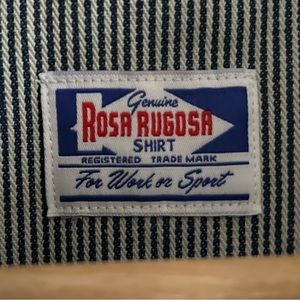 Genuine
ROSA RUGOSA
SHIRT
REGISTERED TRADE MARK
For Work or Sport